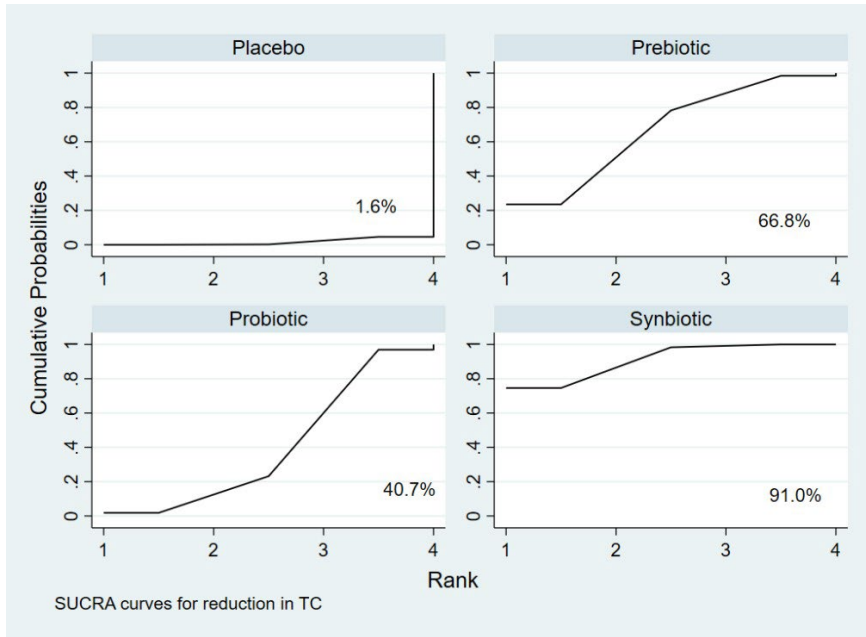 Placebo
Prebiotic
Cumulative Probabilities
0 .2 .4 .6 .8 1
1.6%
1 2 3 4
0 .2 .4 .6 .8 1
66.8%
1 2 3 4
Probiotic
Synbiotic
0 .2 .4 .6 .8 1
40.7%
1 2 3 4
0 .2 .4 .6 .8 1
91.0%
1 2 3 4
Rank
SUCRA curves for reduction in TC